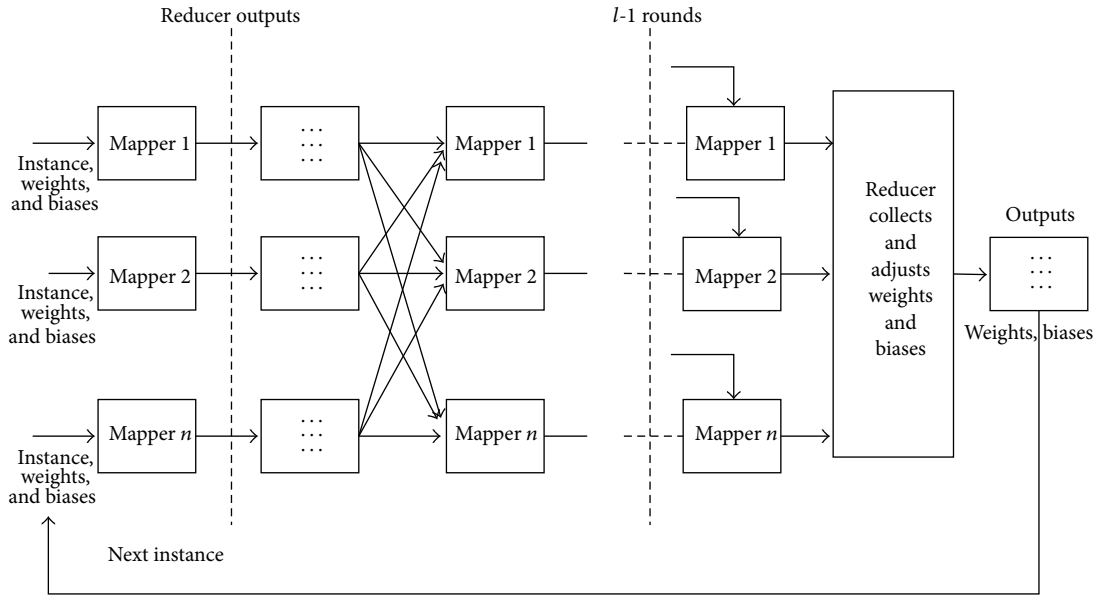 Reducer outputs
l-1 rounds
Mapper 1
... 
...
...
Mapper 1
Mapper 1
Instance,
weights,
and biases
Mapper 2
...
...
...
Mapper 2
Mapper 2
Instance,
weights,
and biases
Mapper n
...
...
...
Mapper n
Mapper n
Instance,
weights,
and biases
Reducer
collects
and
adjusts
weights
and
biases
Outputs
...
...
...
Weights, biases
Next instance